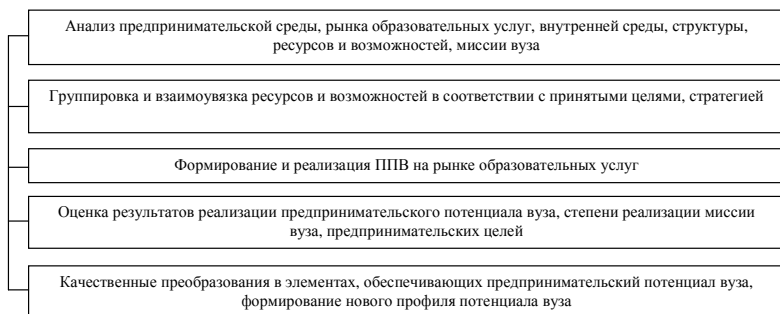 Анализ предпринимательской среды, рынка образовательных услуг, внутренней среды, структуры,
ресурсов и возможностей, миссии вуза
Группировка и взаимоувязка ресурсов и возможностей в соответствии с принятыми целями, стратегией
Формирование и реализация ППВ на рынке образовательных услуг
Оценка результатов реализации предпринимательского потенциала вуза, степени реализации миссии
вуза, предпринимательских целей
Качественные преобразования в элементах, обеспечивающих предпринимательский потенциал вуза,
формирование нового профиля потенциала вуза